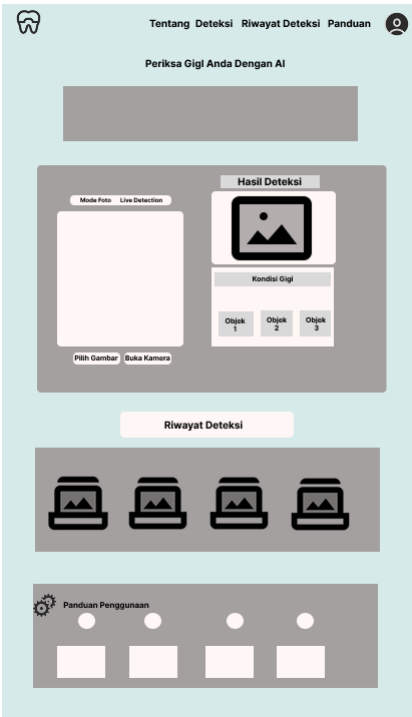 Tentang Deteksi Riwayat Deteksi Panduan
Periksa GigI Anda Dengan AI
Hasil Deteksi
Mode Foto Live Detection
Kondisi GigI
Objek 1
Objek 2
Objek 3
Pilih Gambar Buka Kamera
Riwayat Deteksi
Panduan Penggunaan